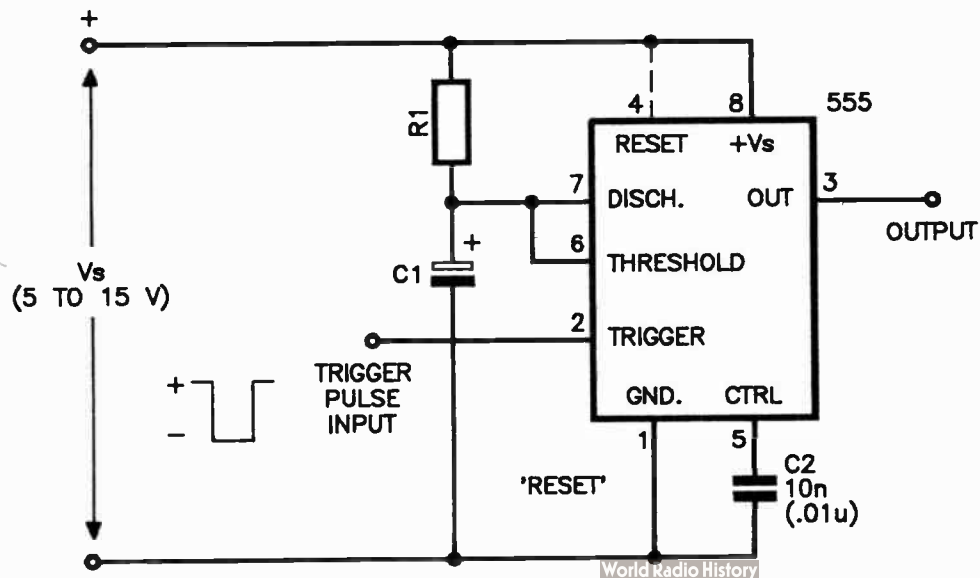 +
4
8
555
R1
RESET
+Vs
7
DISCH.
OUT
3
OUTPUT
+
6
THRESHOLD
C1
Vs
(5 TO 15 V)
2
TRIGGER
TRIGGER
PULSE
INPUT
+
−
GND.
CTRL
1
5
'RESET'
C2
10n
(.01u)
World Radio History